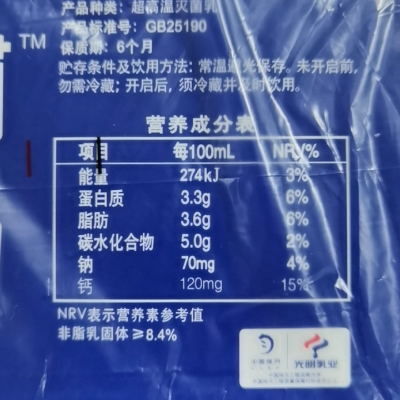 产品种类：超高温灭菌乳
产品标准号：GB25190
保质期：6个月
TM
贮存条件及饮用方法：常温避光保存。未开启前，
勿需冷藏；开启后，须冷藏并及时饮用。
营养成分表
项目 每100mL NRV%
能量 274kJ 3%
蛋白质 3.3g 6%
脂肪 3.6g 6%
碳水化合物 5.0g 2%
钠 70mg 4%
钙 120mg 15%
NRV表示营养素参考值
非脂乳固体≥8.4%
中国航天
光明乳业